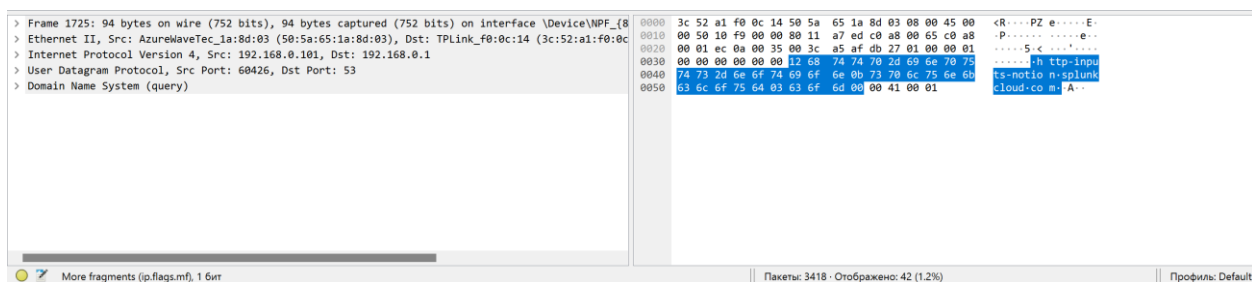 > Frame 1725: 94 bytes on wire (752 bits), 94 bytes captured (752 bits) on interface \Device\NPF_{8
> Ethernet II, Src: AzureWaveTec_1a:8d:03 (50:5a:65:1a:8d:03), Dst: TPLink_f0:0c:14 (3c:52:a1:f0:0c
> Internet Protocol Version 4, Src: 192.168.0.101, Dst: 192.168.0.1
> User Datagram Protocol, Src Port: 60426, Dst Port: 53
> Domain Name System (query)
0000 3c 52 a1 f0 0c 14 50 5a 65 1a 8d 03 08 00 45 00 <R····PZ e·····E·
0010 00 50 10 f9 00 00 80 11 a7 ed c0 a8 00 65 c0 a8 ·P······ ·····e··
0020 00 01 ec 0a 00 35 00 3c a5 af db 27 01 00 00 01 ·····5·< ···'····
0030 00 00 00 00 00 00 12 68 74 74 70 2d 69 6e 70 75 ·······h ttp-inpu
0040 74 73 2d 6e 6f 74 69 6f 6e 0b 73 70 6c 75 6e 6b ts-notio n·splunk
0050 63 6c 6f 75 64 03 63 6f 6d 00 00 41 00 01 cloud·co m··A··
More fragments (ip.flags.mf), 1 бит
Пакеты: 3418 · Отображено: 42 (1.2%)
Профиль: Default